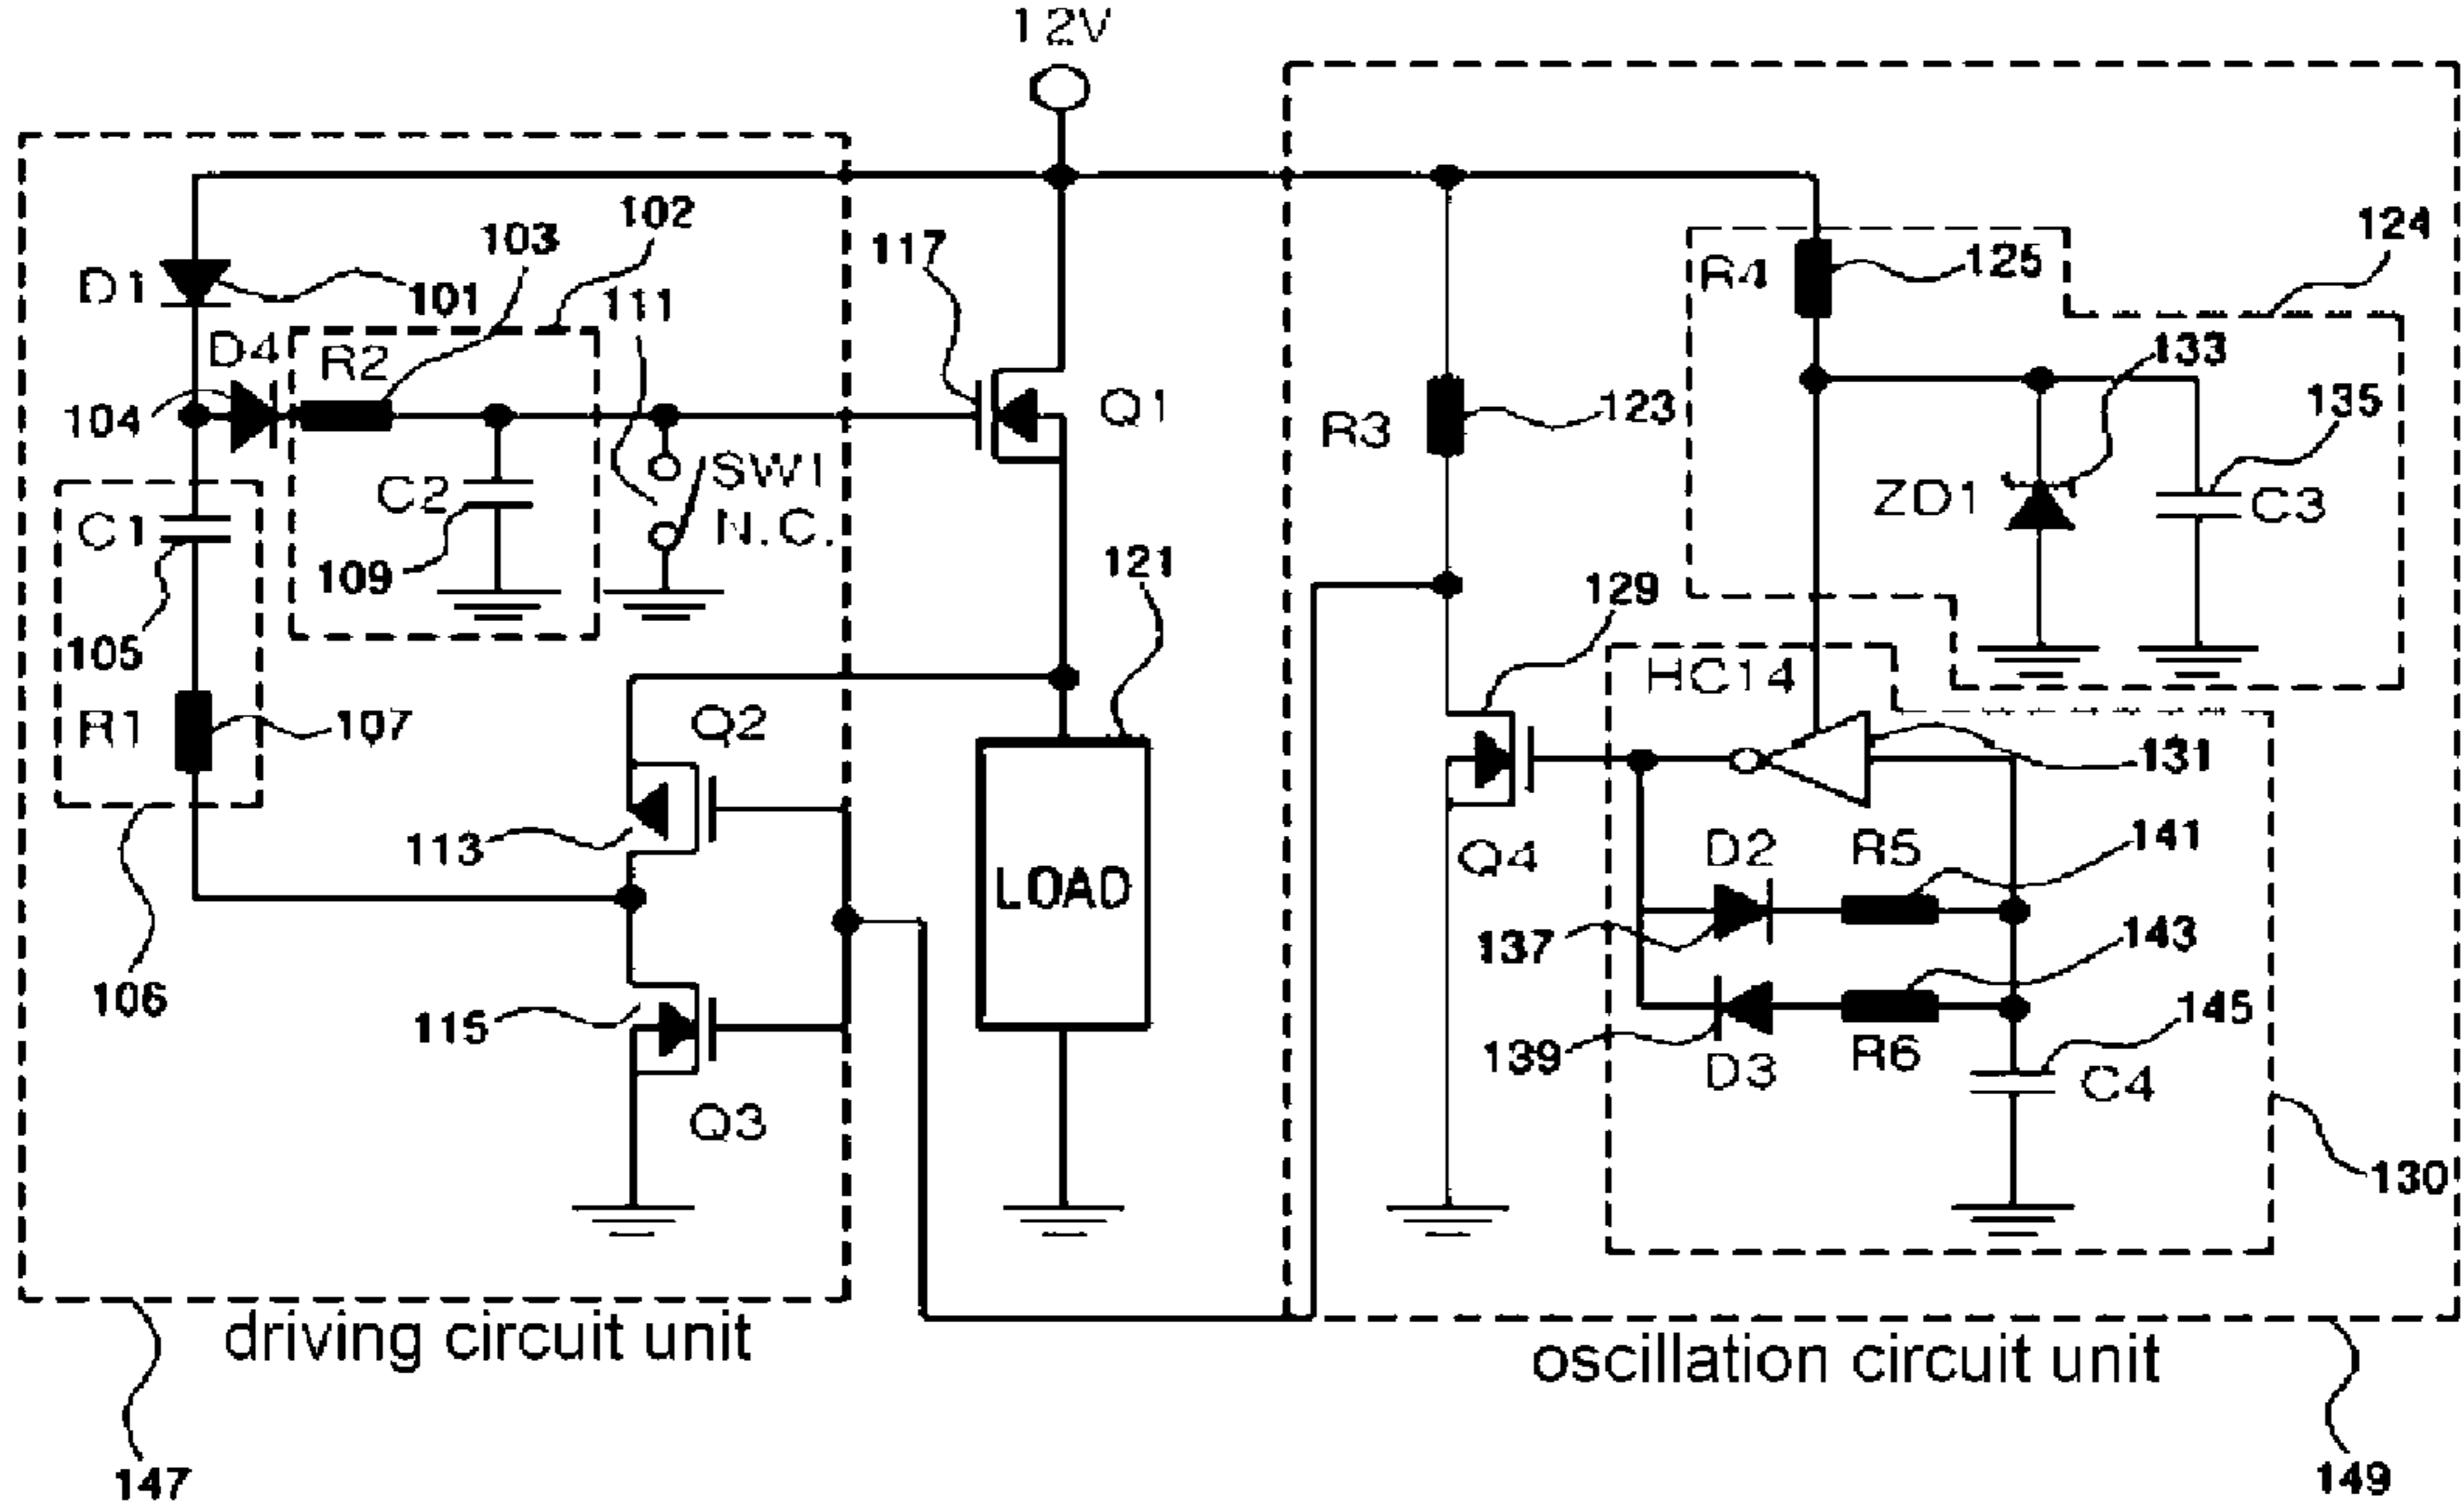 12V
102
103
117
124
D1
101
111
R4
125
D4
R2
133
104
Q1
R3
123
135
C2
SW1
N.C.
ZD1
C3
C1
109
121
129
105
HC14
R1
107
Q2
131
113
Q4
D2
R5
141
LOAD
137
143
106
115
139
D3
R6
145
C4
Q3
130
driving circuit unit
oscillation circuit unit
147
149